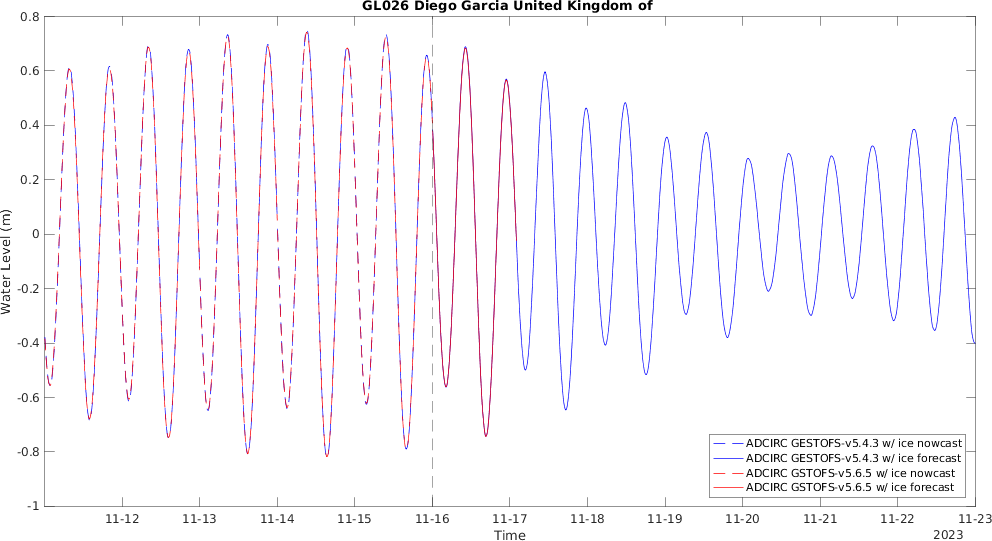 GL026 Diego Garcia United Kingdom of
0.8
0.6
0.4
0.2
0
-0.2
-0.4
-0.6
-0.8
-1
Water Level (m)
ADCIRC GESTOFS-v5.4.3 w/ ice nowcast
ADCIRC GESTOFS-v5.4.3 w/ ice forecast
ADCIRC GSTOFS-v5.6.5 w/ ice nowcast
ADCIRC GSTOFS-v5.6.5 w/ ice forecast
11-12 11-13 11-14 11-15 11-16 11-17 11-18 11-19 11-20 11-21 11-22 11-23
Time
2023